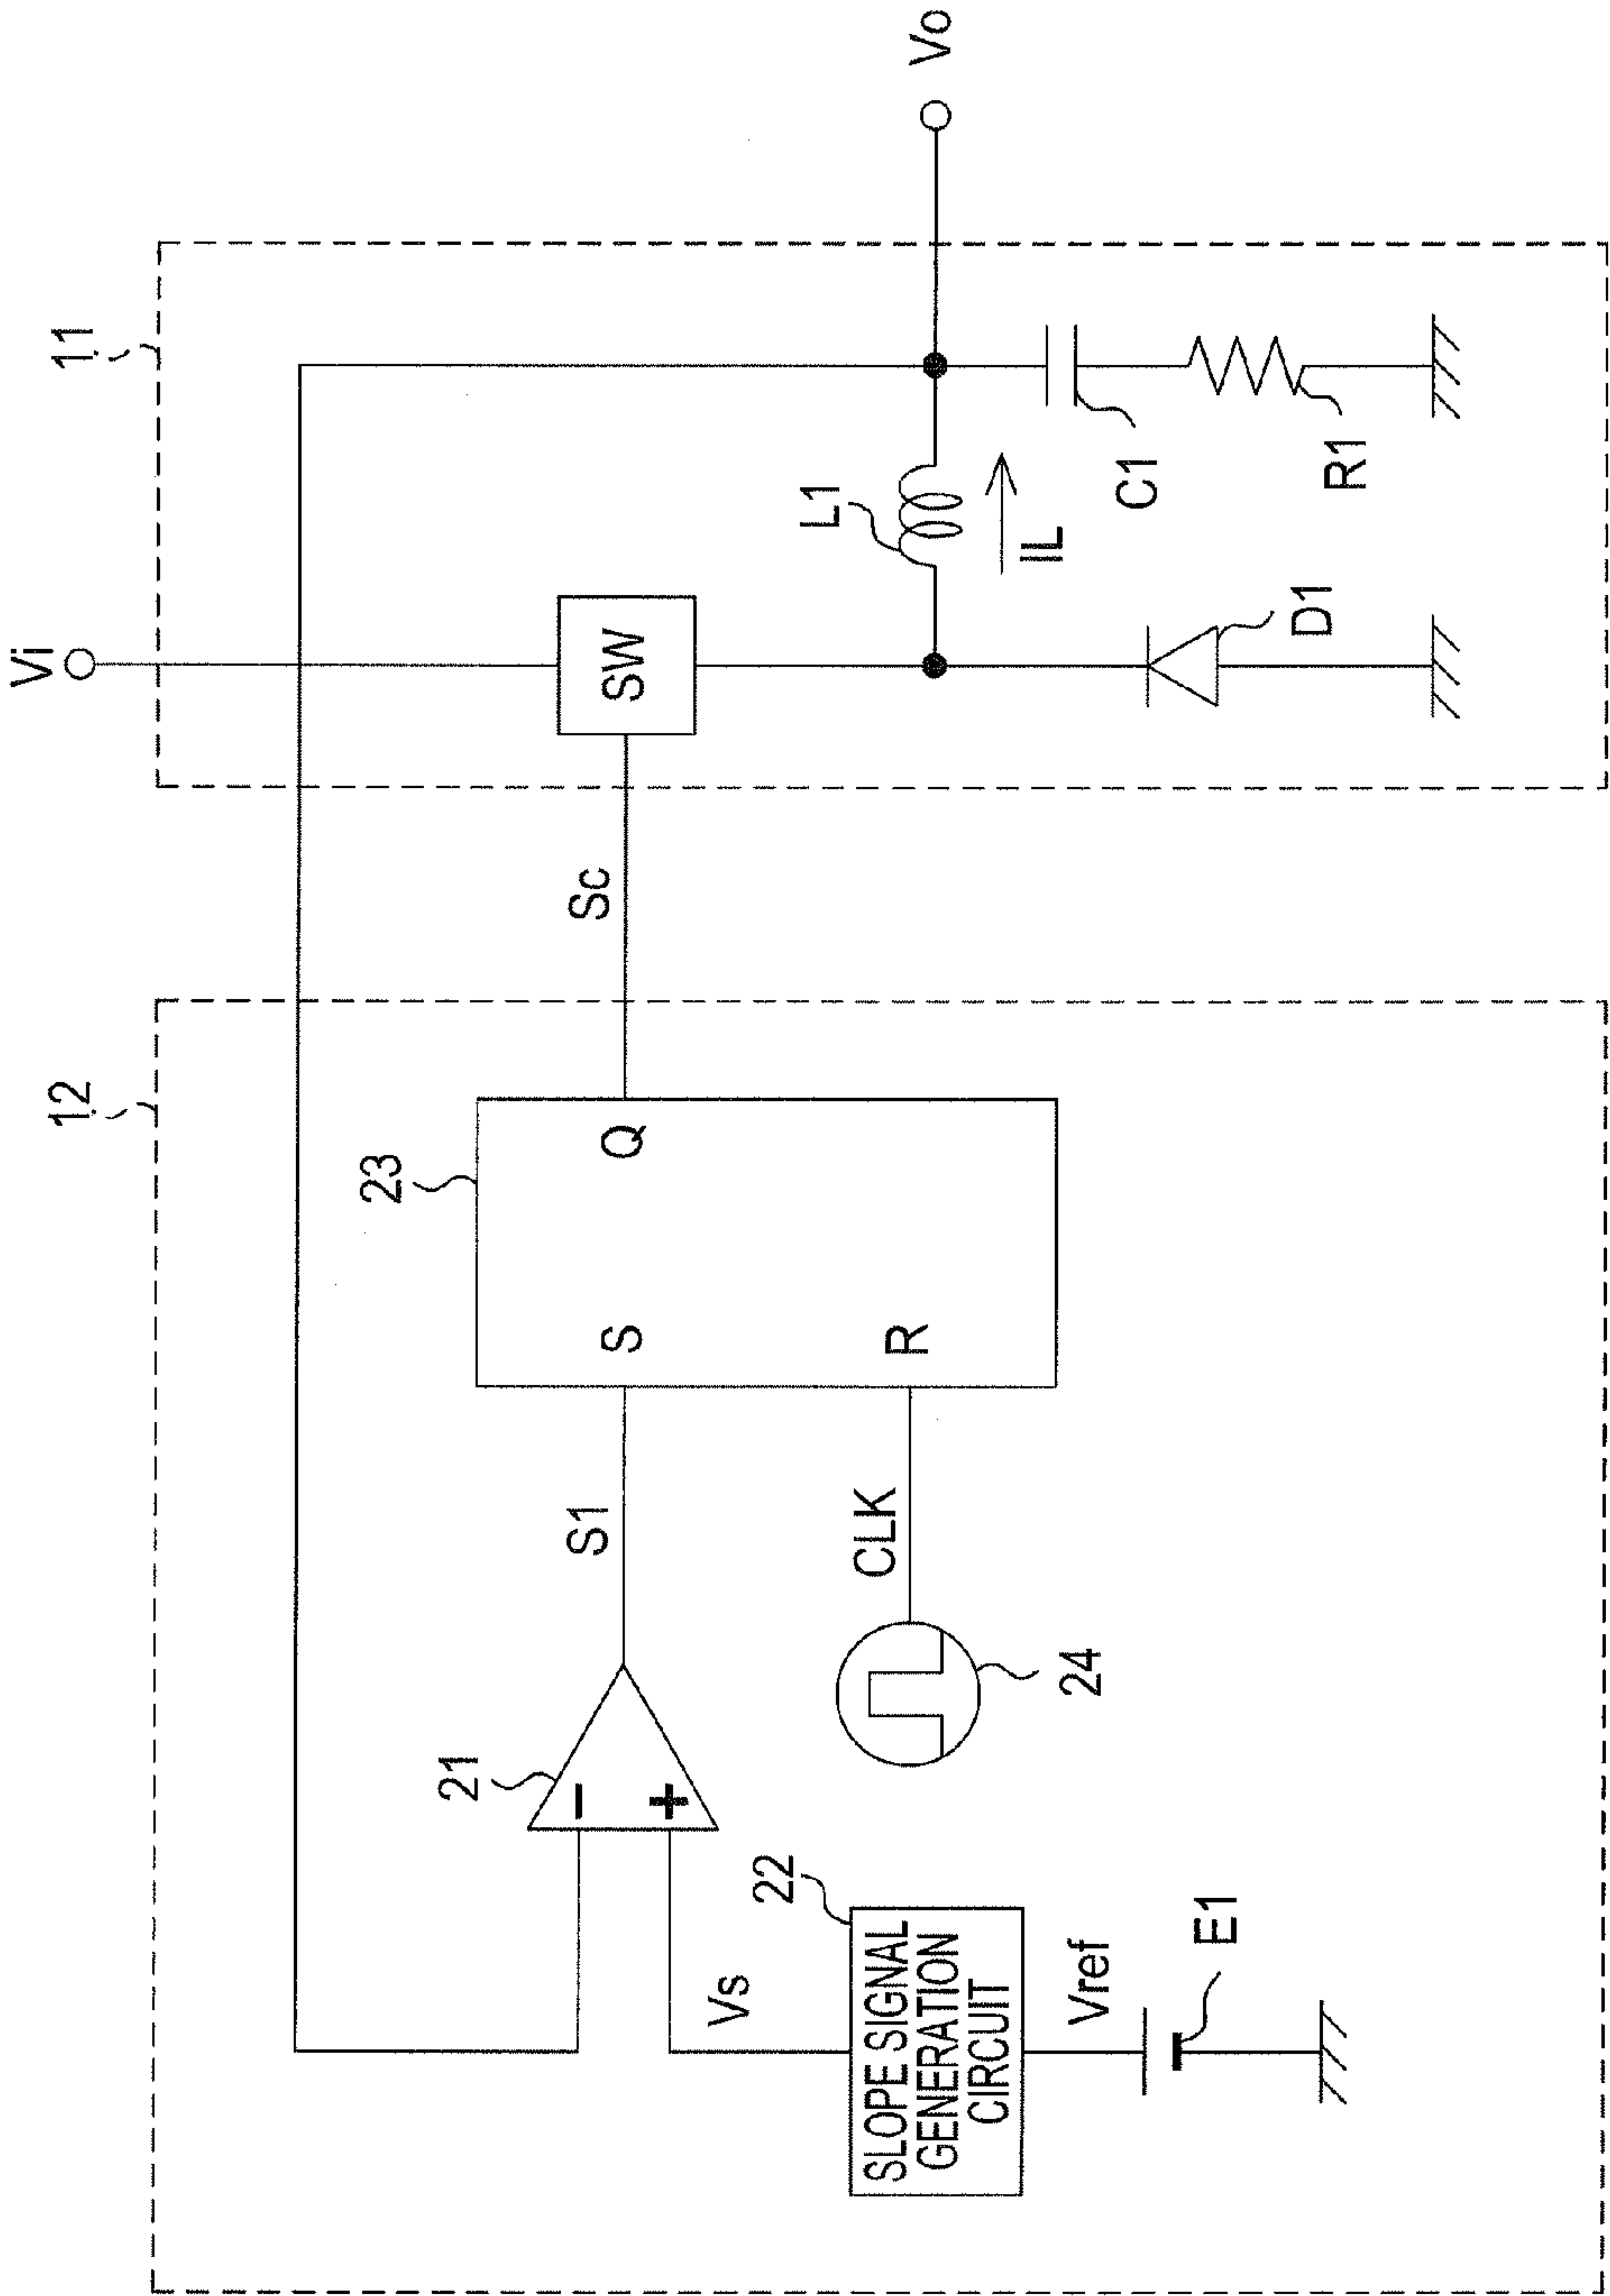 12
11
Vi
23
SW
Sc
Q
S
S1
21
L1
IL
Vo
R
CLK
24
22
Vs
SLOPE SIGNAL
GENERATION
CIRCUIT
Vref
E1
C1
R1
D1